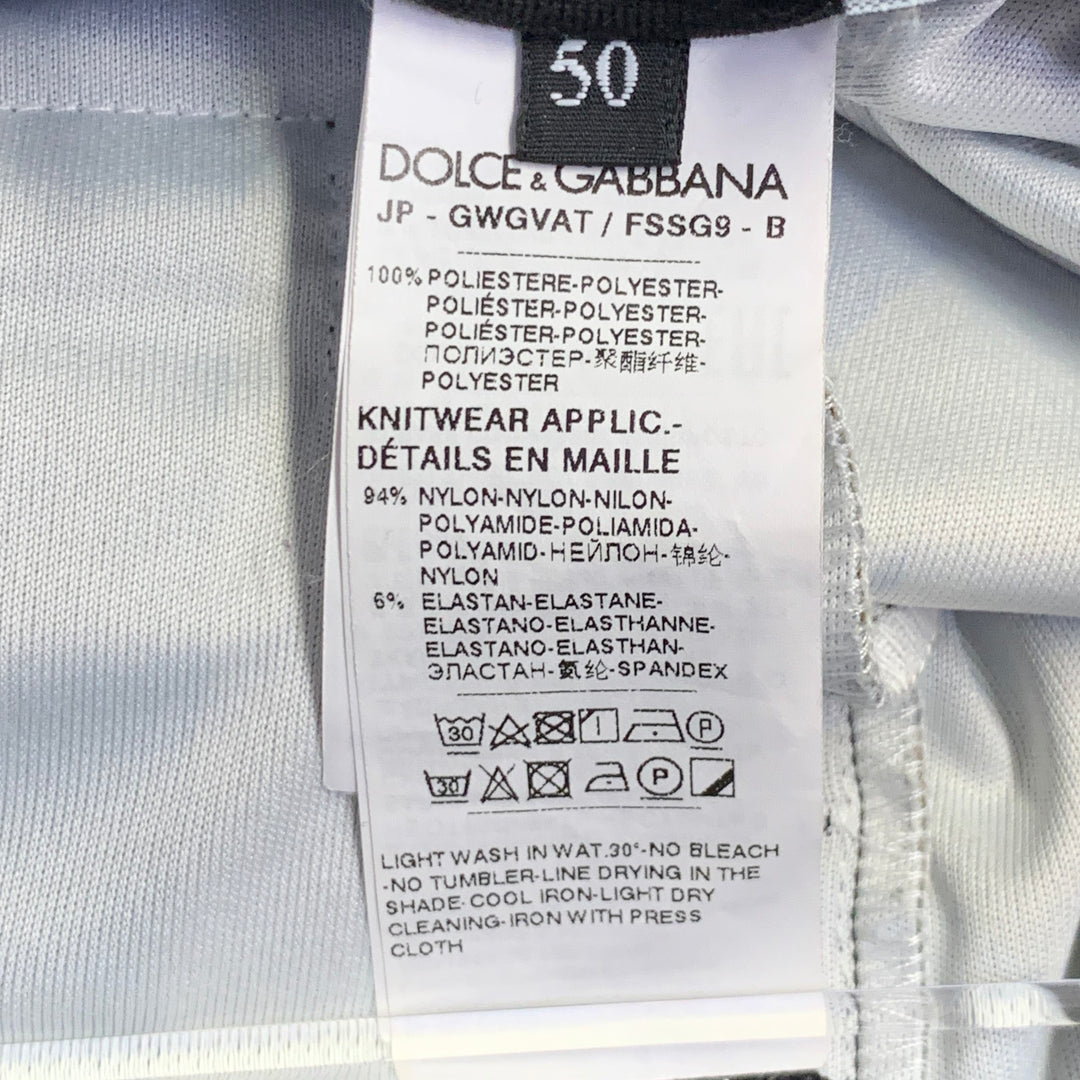 50
DOLCE & GABBANA
JP - GWGVAT / FSSG9 - B
100% POLIESTERE-POLYESTER-
POLIÉSTER-POLYESTER-
POLIÉSTER-POLYESTER-
ПОЛИЭСТЕР-聚酯纤维-
POLYESTER
KNITWEAR APPLIC.-
DÉTAILS EN MAILLE
94% NYLON-NYLON-NILON-
POLYAMIDE-POLIAMIDA-
POLYAMID-НЕЙЛОН-锦纶-
NYLON
6% ELASTAN-ELASTANE-
ELASTANO-ELASTHANNE-
ELASTANO-ELASTHAN-
ЭЛАСТАН-氨纶-SPANDEX
30 P
30 P
LIGHT WASH IN WAT.30°-NO BLEACH
-NO TUMBLER-LINE DRYING IN THE
SHADE-COOL IRON-LIGHT DRY
CLEANING-IRON WITH PRESS
CLOTH